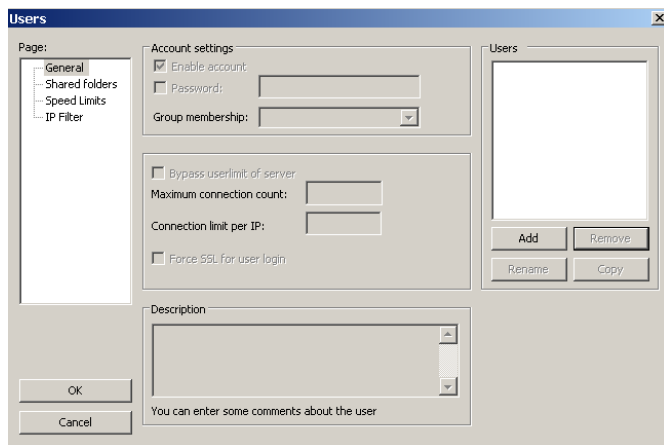 Users
Page:
General
Shared folders
Speed Limits
IP Filter
OK
Cancel
Account settings
Enable account
Password:
Group membership:
Bypass userlimit of server
Maximum connection count:
Connection limit per IP:
Force SSL for user login
Description
You can enter some comments about the user
Users
Add Remove
Rename Copy